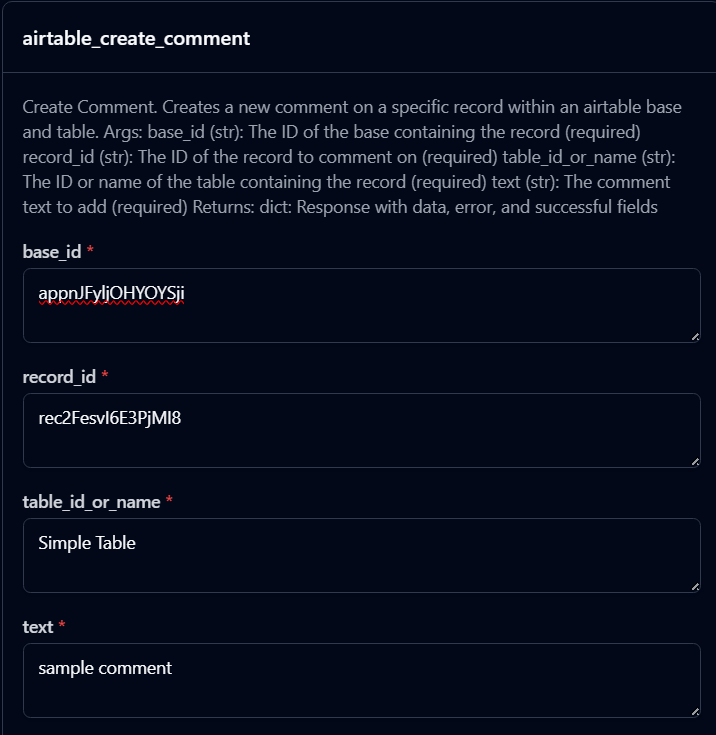 airtable_create_comment
Create Comment. Creates a new comment on a specific record within an airtable base
and table. Args: base_id (str): The ID of the base containing the record (required)
record_id (str): The ID of the record to comment on (required) table_id_or_name (str):
The ID or name of the table containing the record (required) text (str): The comment
text to add (required) Returns: dict: Response with data, error, and successful fields
base_id *
appnJFyljOHYOYSji
record_id *
rec2FesvI6E3PjMI8
table_id_or_name *
Simple Table
text *
sample comment